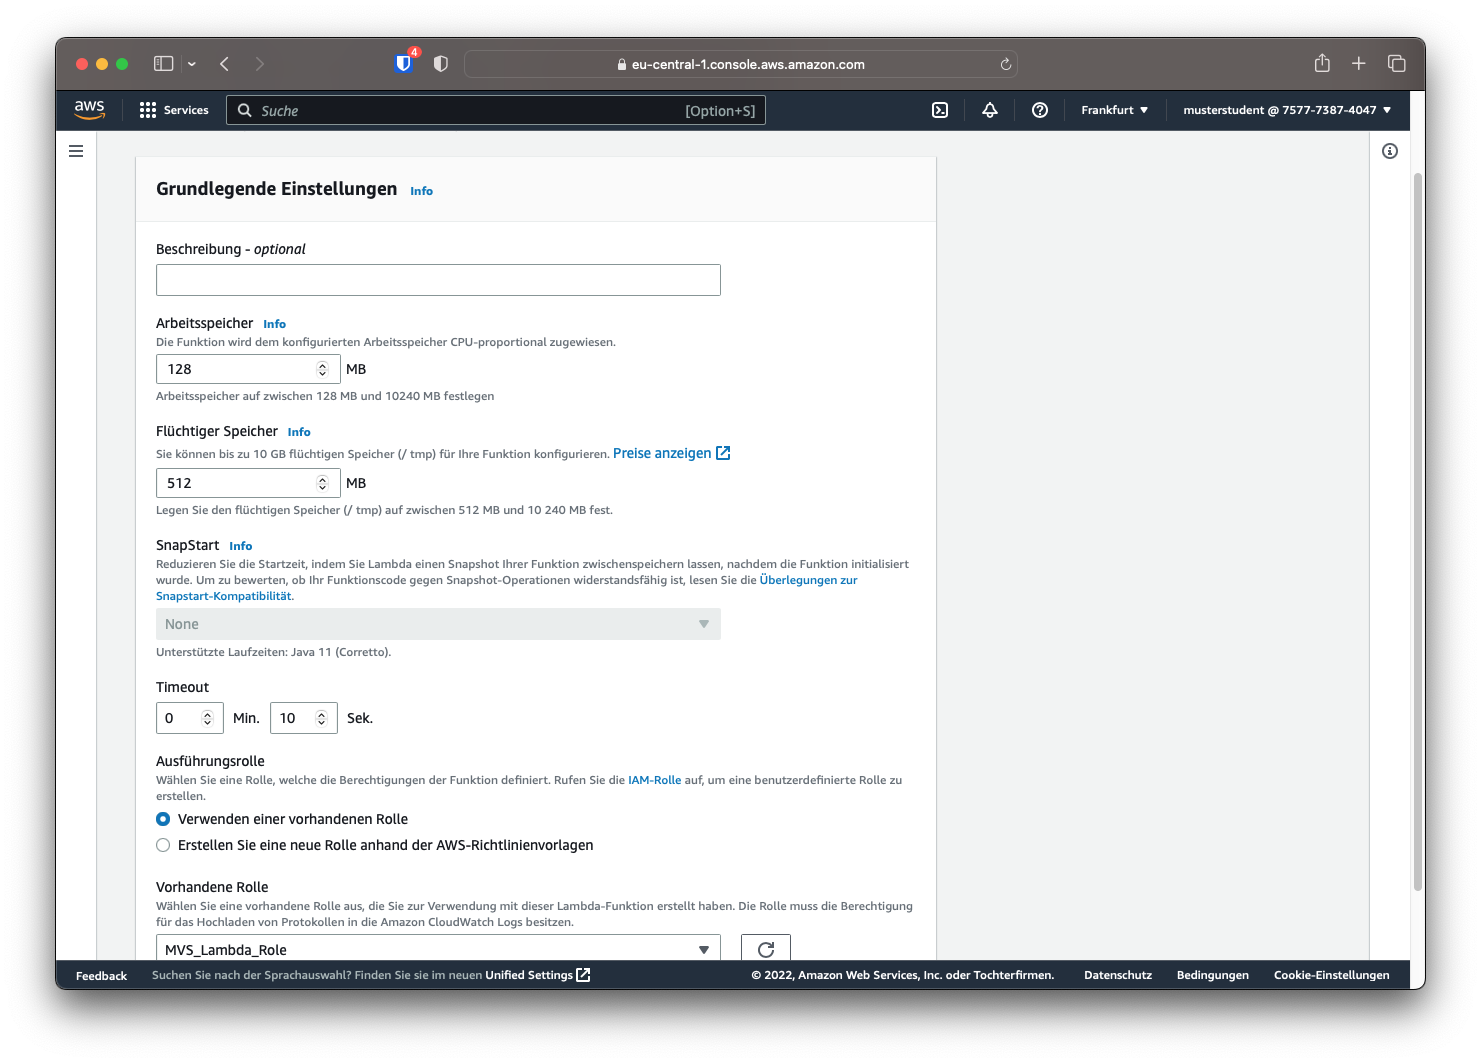 4
eu-central-1.console.aws.amazon.com
aws
Services
Suche
[Option+S]
Frankfurt
musterstudent @ 7577-7387-4047
Grundlegende Einstellungen Info
Beschreibung - optional
Arbeitsspeicher Info
Die Funktion wird dem konfigurierten Arbeitsspeicher CPU-proportional zugewiesen.
128 MB
Arbeitsspeicher auf zwischen 128 MB und 10240 MB festlegen
Flüchtiger Speicher Info
Sie können bis zu 10 GB flüchtigen Speicher (/ tmp) für Ihre Funktion konfigurieren. Preise anzeigen
512 MB
Legen Sie den flüchtigen Speicher (/ tmp) auf zwischen 512 MB und 10 240 MB fest.
SnapStart Info
Reduzieren Sie die Startzeit, indem Sie Lambda einen Snapshot Ihrer Funktion zwischenspeichern lassen, nachdem die Funktion initialisiert
wurde. Um zu bewerten, ob Ihr Funktionscode gegen Snapshot-Operationen widerstandsfähig ist, lesen Sie die Überlegungen zur
Snapstart-Kompatibilität.
None
Unterstützte Laufzeiten: Java 11 (Corretto).
Timeout
0 Min. 10 Sek.
Ausführungsrolle
Wählen Sie eine Rolle, welche die Berechtigungen der Funktion definiert. Rufen Sie die IAM-Rolle auf, um eine benutzerdefinierte Rolle zu
erstellen.
Verwenden einer vorhandenen Rolle
Erstellen Sie eine neue Rolle anhand der AWS-Richtlinienvorlagen
Vorhandene Rolle
Wählen Sie eine vorhandene Rolle aus, die Sie zur Verwendung mit dieser Lambda-Funktion erstellt haben. Die Rolle muss die Berechtigung
für das Hochladen von Protokollen in die Amazon CloudWatch Logs besitzen.
MVS_Lambda_Role
Feedback
Suchen Sie nach der Sprachauswahl? Finden Sie sie im neuen Unified Settings
© 2022, Amazon Web Services, Inc. oder Tochterfirmen.
Datenschutz
Bedingungen
Cookie-Einstellungen